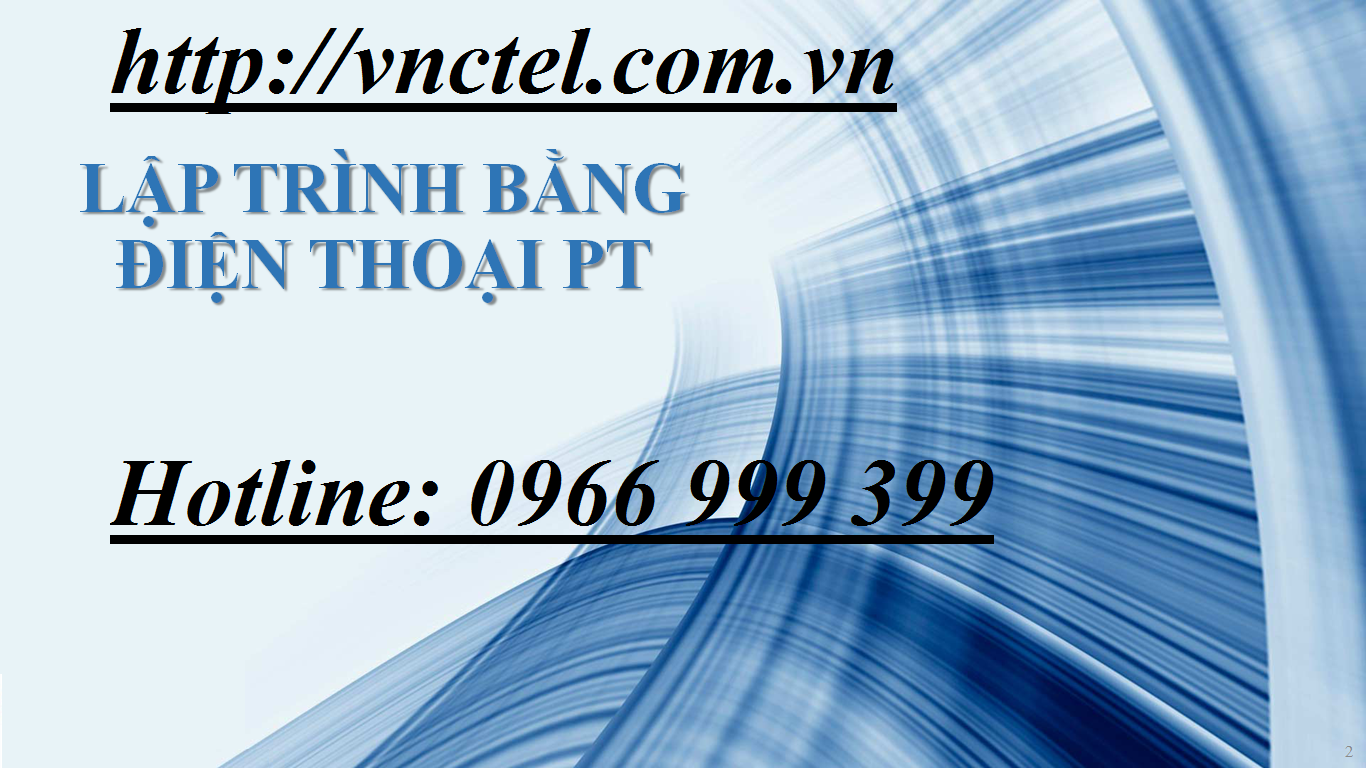 http://vnctel.com.vn
LẬP TRÌNH BẰNG
ĐIỆN THOẠI PT
Hotline: 0966 999 399
2